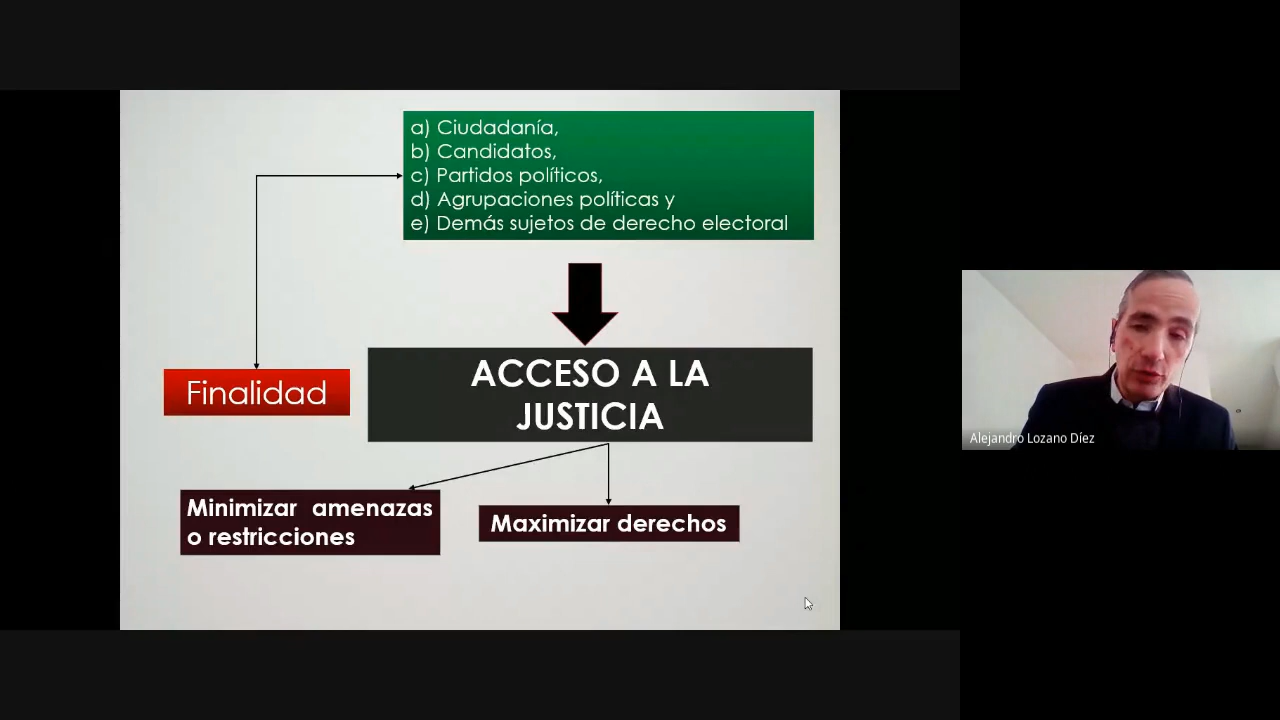 a) Ciudadanía,
b) Candidatos,
c) Partidos políticos,
d) Agrupaciones políticas y
e) Demás sujetos de derecho electoral
Finalidad
ACCESO A LA
JUSTICIA
Minimizar amenazas
o restricciones
Maximizar derechos
Alejandro Lozano Díez